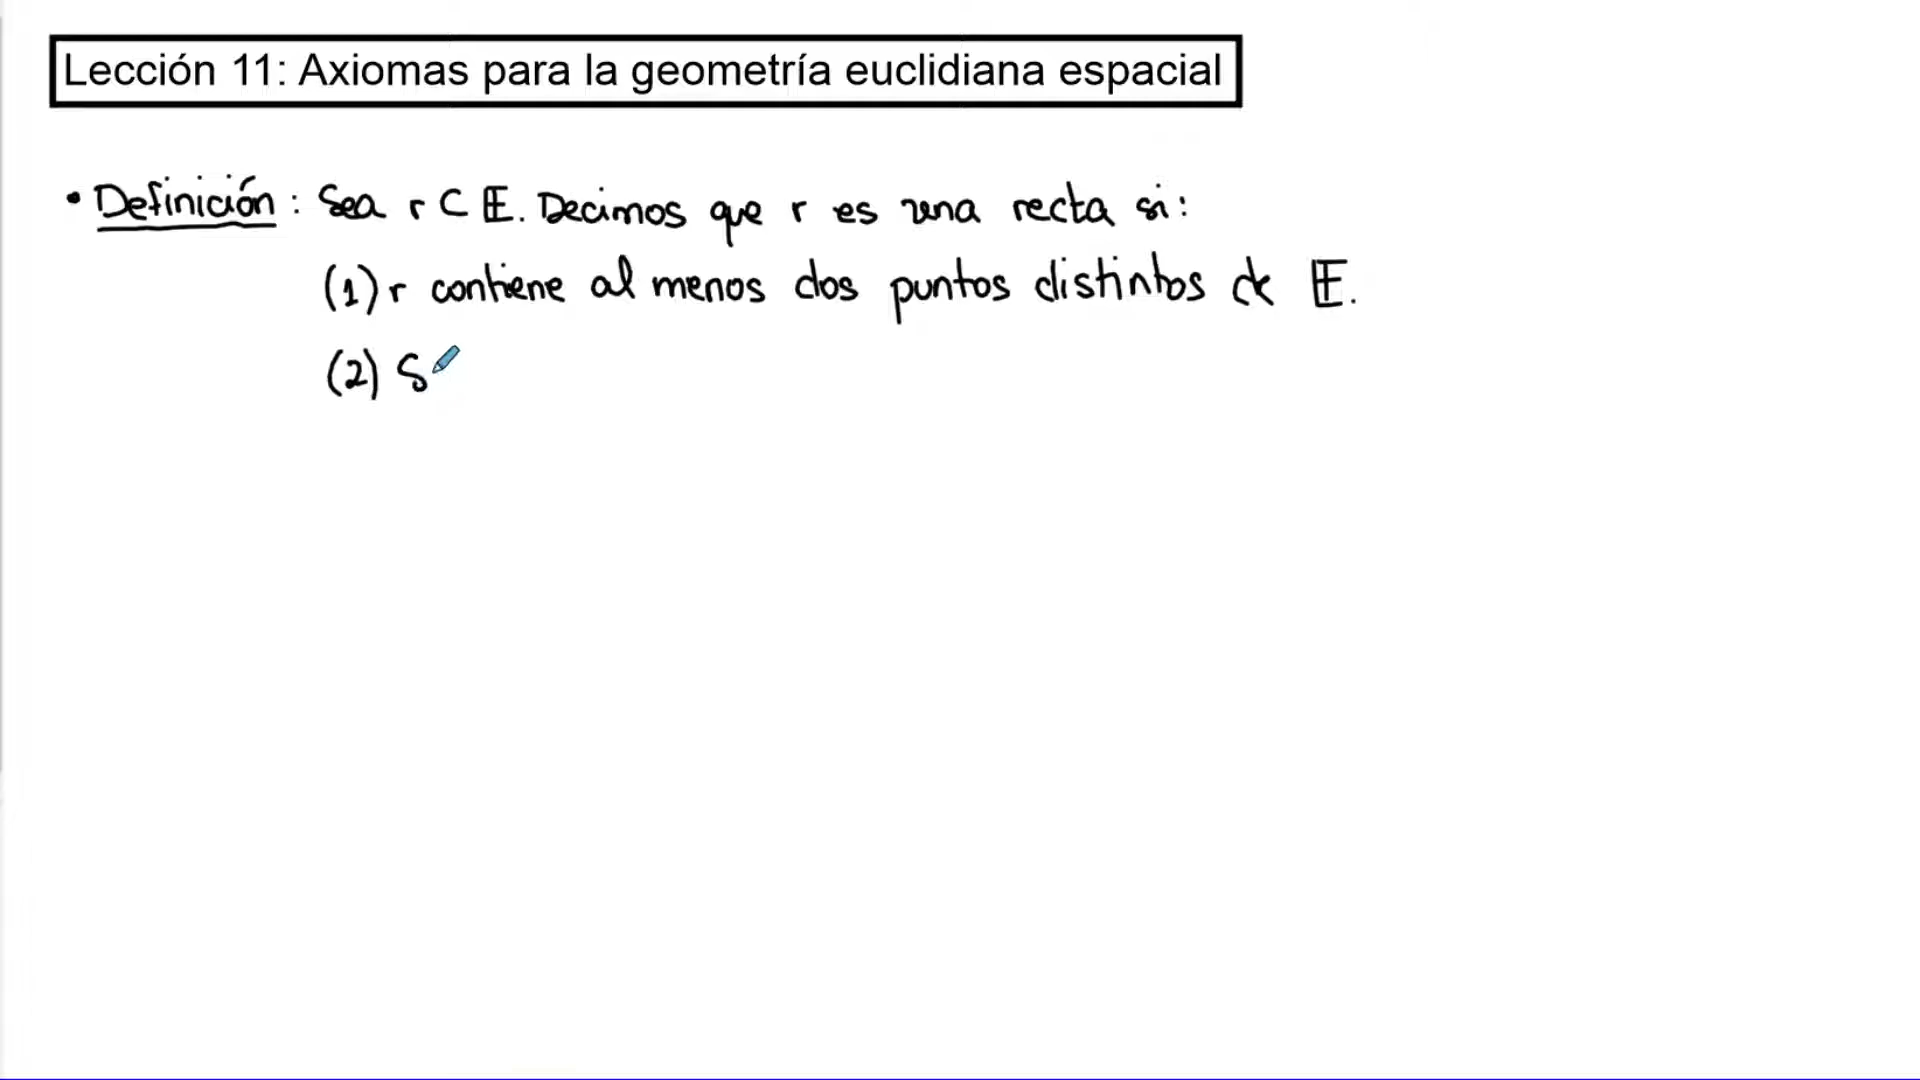 Lección 11: Axiomas para la geometría euclidiana espacial
• Definición: Sea r ⊂ 𝔼. Decimos que r es una recta si:
(1) r contiene al menos dos puntos distintos de 𝔼.
(2) S